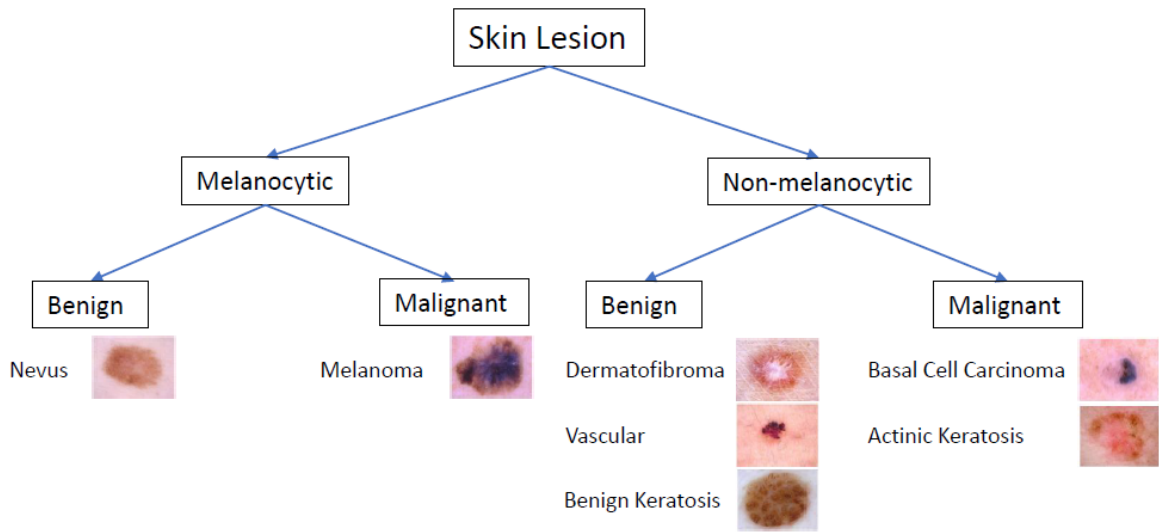 Skin Lesion
Melanocytic
Non-melanocytic
Benign
Malignant
Benign
Malignant
Nevus
Melanoma
Dermatofibroma
Basal Cell Carcinoma
Vascular
Actinic Keratosis
Benign Keratosis